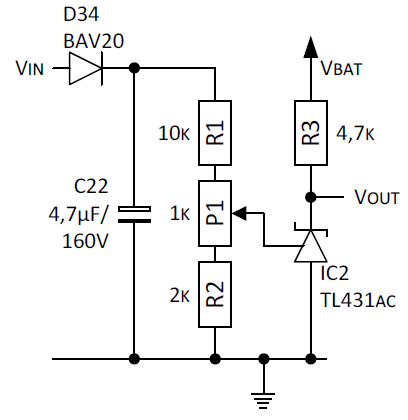 D34
BAV20
VIN
VBAT
10K
R1
R3
4,7K
C22
4,7µF/
160V
1K
P1
VOUT
2K
R2
IC2
TL431AC